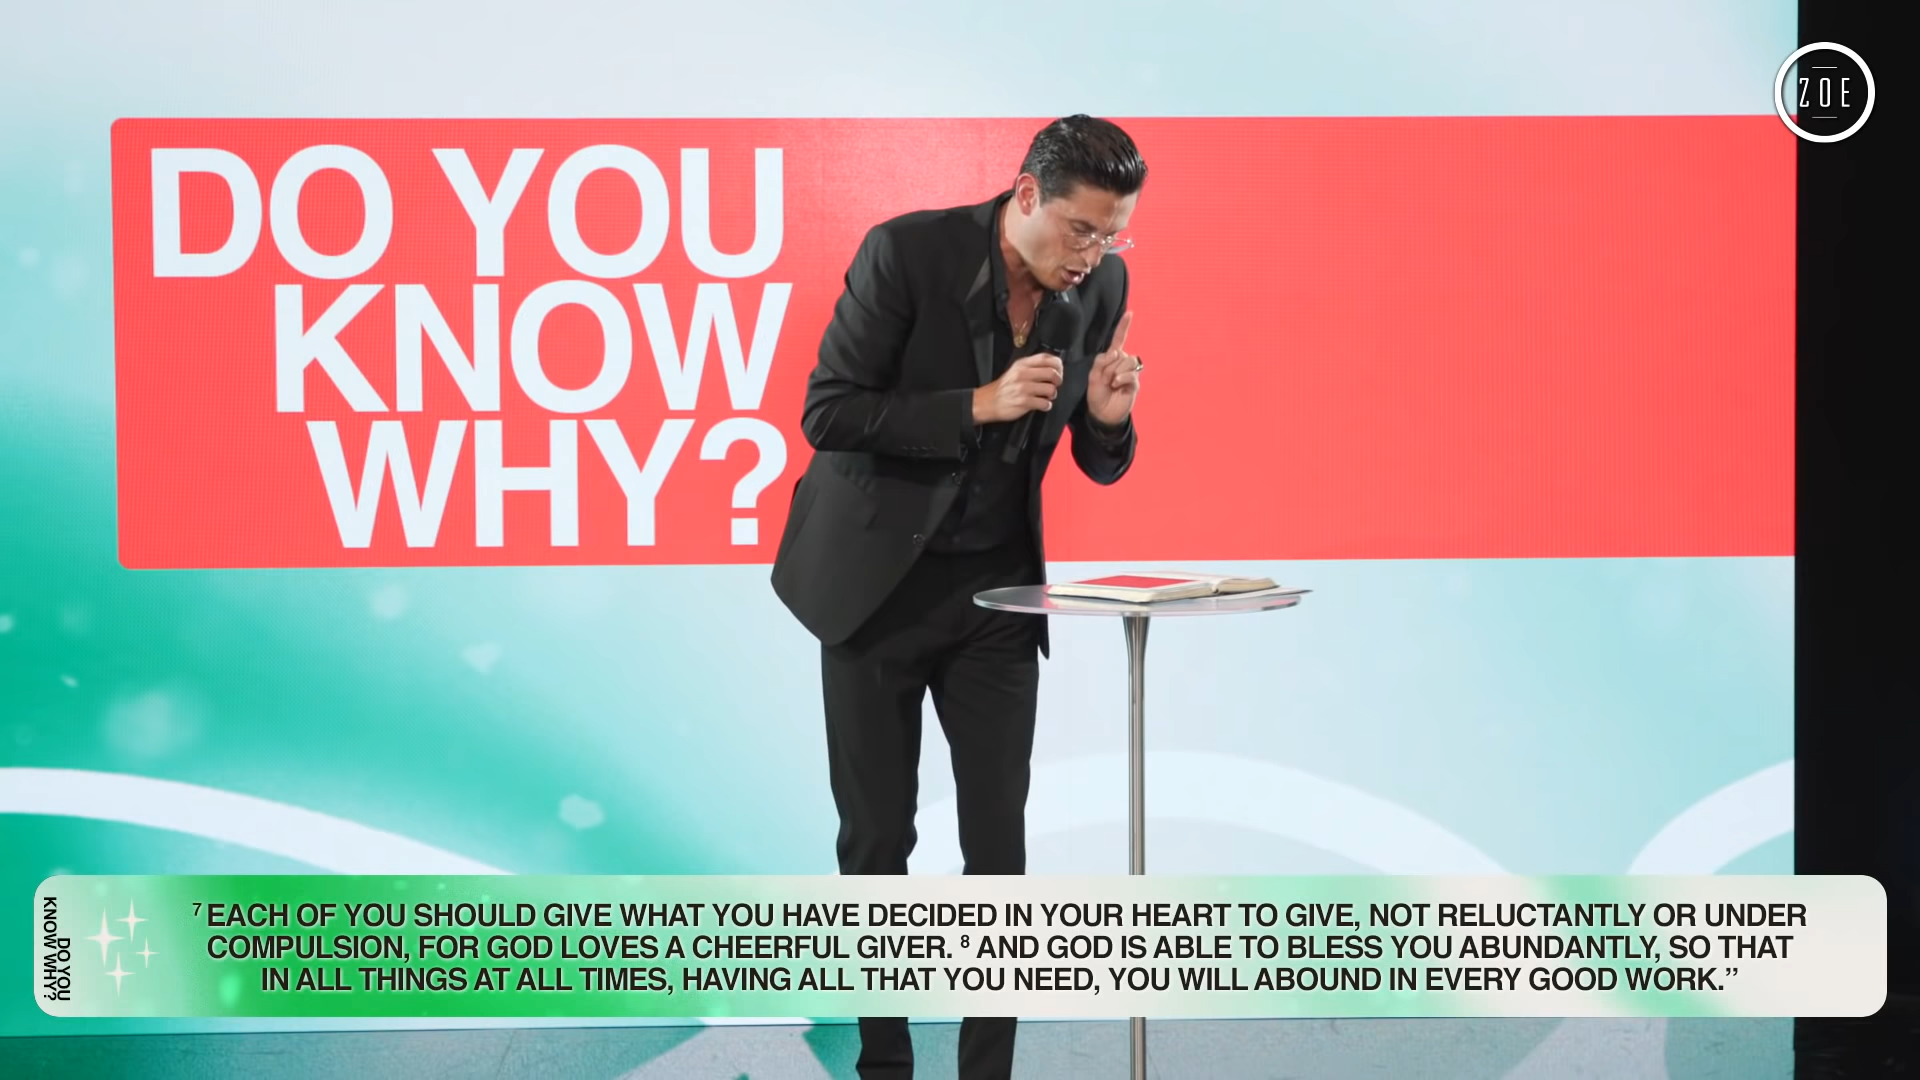 ZOE
DO YOU
KNOW
WHY?
DO YOU
KNOW WHY?
7 EACH OF YOU SHOULD GIVE WHAT YOU HAVE DECIDED IN YOUR HEART TO GIVE, NOT RELUCTANTLY OR UNDER
COMPULSION, FOR GOD LOVES A CHEERFUL GIVER. 8 AND GOD IS ABLE TO BLESS YOU ABUNDANTLY, SO THAT
IN ALL THINGS AT ALL TIMES, HAVING ALL THAT YOU NEED, YOU WILL ABOUND IN EVERY GOOD WORK.”